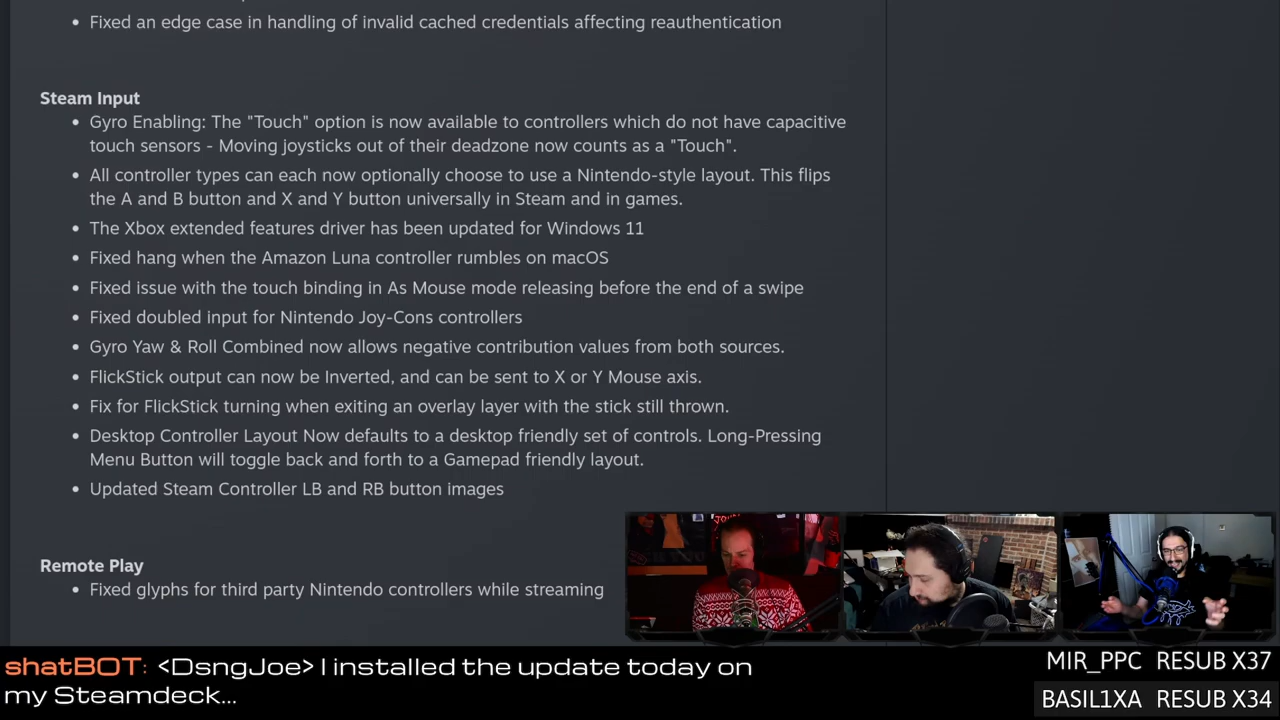 Fixed an edge case in handling of invalid cached credentials affecting reauthentication
Steam Input
Gyro Enabling: The "Touch" option is now available to controllers which do not have capacitive
touch sensors - Moving joysticks out of their deadzone now counts as a "Touch".
All controller types can each now optionally choose to use a Nintendo-style layout. This flips
the A and B button and X and Y button universally in Steam and in games.
The Xbox extended features driver has been updated for Windows 11
Fixed hang when the Amazon Luna controller rumbles on macOS
Fixed issue with the touch binding in As Mouse mode releasing before the end of a swipe
Fixed doubled input for Nintendo Joy-Cons controllers
Gyro Yaw & Roll Combined now allows negative contribution values from both sources.
FlickStick output can now be Inverted, and can be sent to X or Y Mouse axis.
Fix for FlickStick turning when exiting an overlay layer with the stick still thrown.
Desktop Controller Layout Now defaults to a desktop friendly set of controls. Long-Pressing
Menu Button will toggle back and forth to a Gamepad friendly layout.
Updated Steam Controller LB and RB button images
Remote Play
Fixed glyphs for third party Nintendo controllers while streaming
shatBOT: <DsngJoe> I installed the update today on
my Steamdeck...
MIR_PPC RESUB X37
BASIL1XA RESUB X34